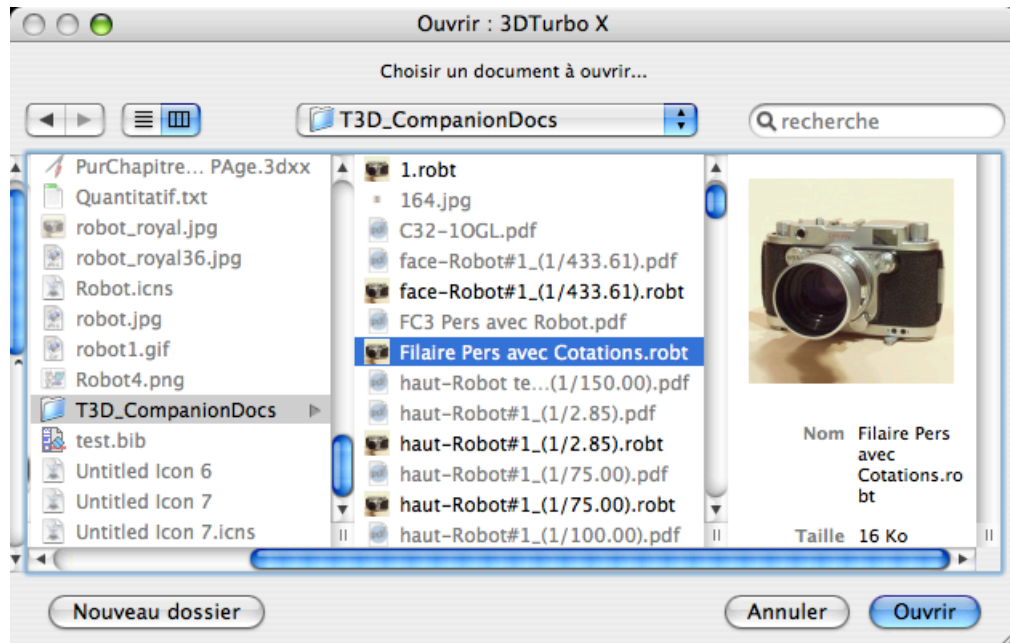 Ouvrir : 3DTurbo X
Choisir un document à ouvrir...
T3D_CompanionDocs
recherche
PurChapitre... PAge.3dxx
Quantitatif.txt
robot_royal.jpg
robot_royal36.jpg
Robot.icns
robot.jpg
robot1.gif
Robot4.png
T3D_CompanionDocs
test.bib
Untitled Icon 6
Untitled Icon 7
Untitled Icon 7.icns
1.robt
164.jpg
C32-1OGL.pdf
face-Robot#1_(1/433.61).pdf
face-Robot#1_(1/433.61).robt
FC3 Pers avec Robot.pdf
Filaire Pers avec Cotations.robt
haut-Robot te...(1/150.00).pdf
haut-Robot#1_(1/2.85).pdf
haut-Robot#1_(1/2.85).robt
haut-Robot#1_(1/75.00).pdf
haut-Robot#1_(1/75.00).robt
haut-Robot#1_(1/100.00).pdf
Nom Filaire Pers
avec
Cotations.ro
bt
Taille 16 Ko
Nouveau dossier
Annuler
Ouvrir